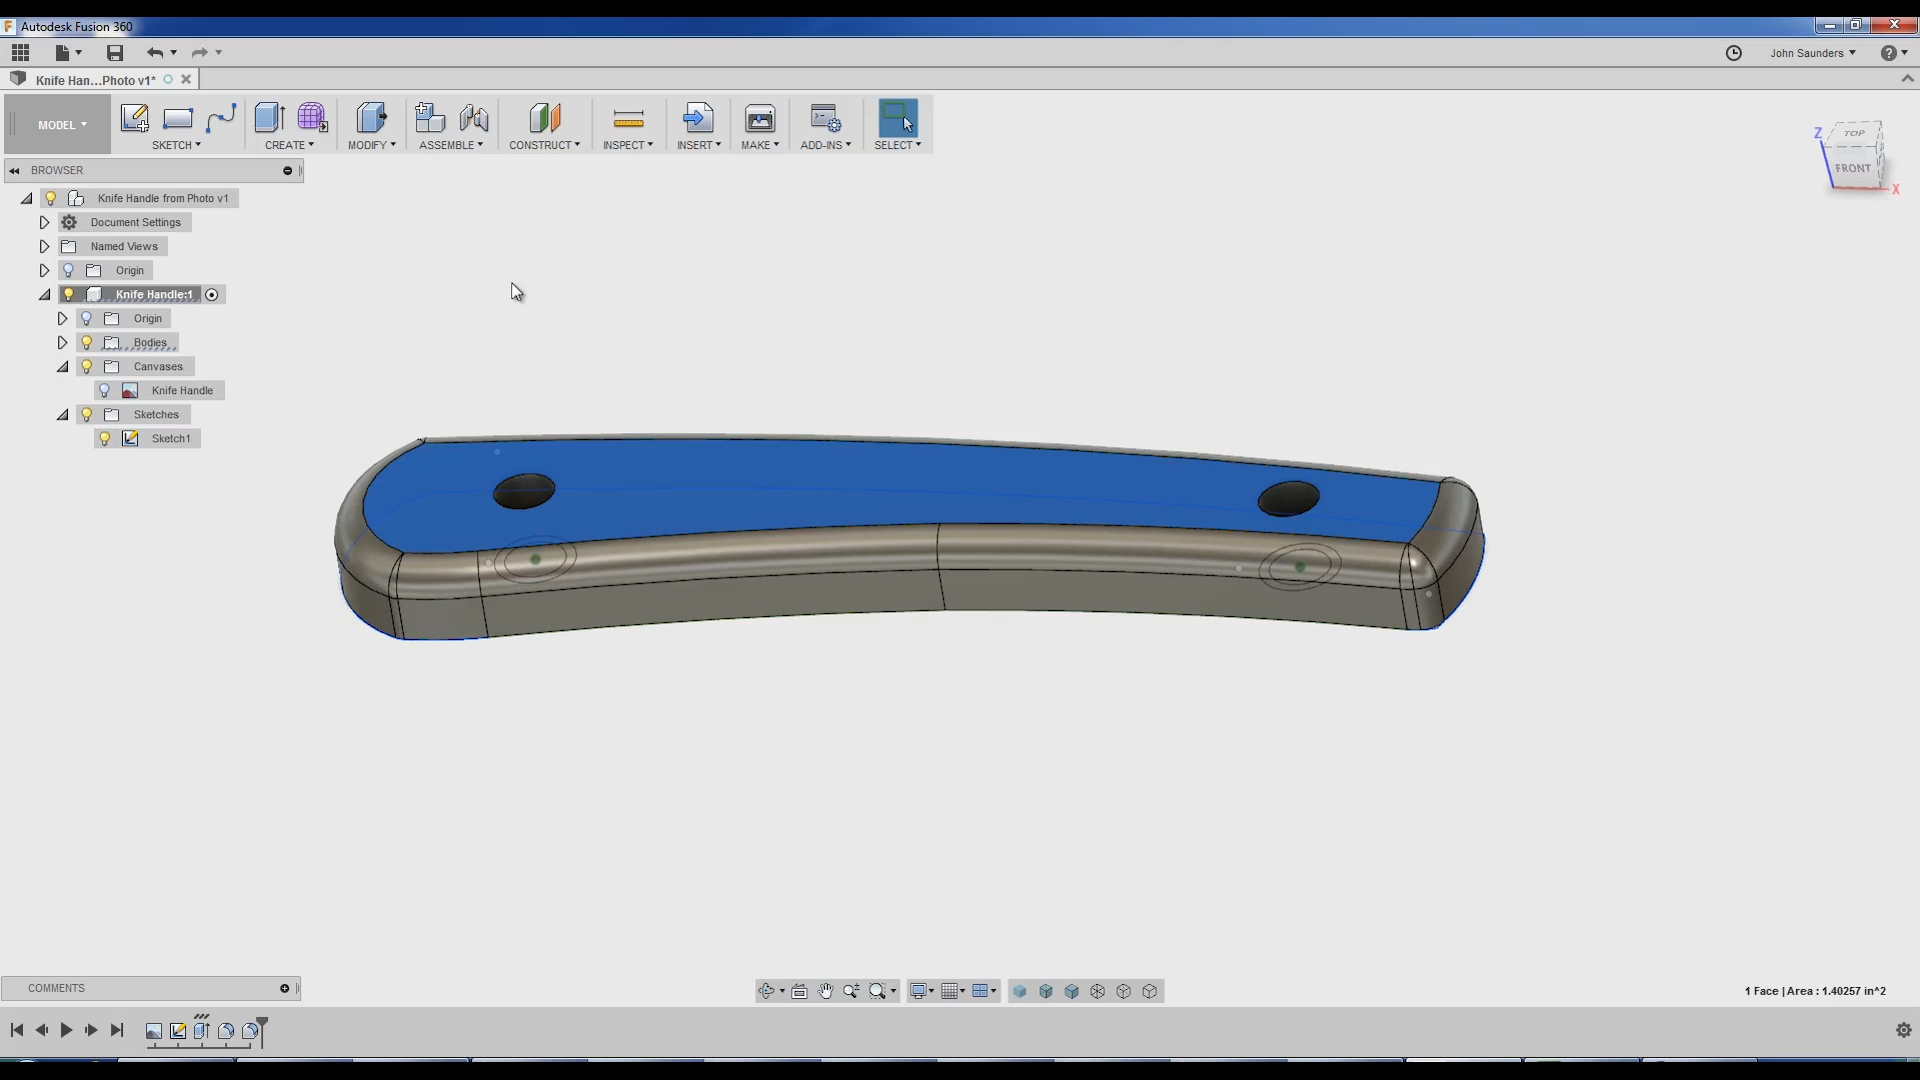 Autodesk Fusion 360
John Saunders
Knife Han...Photo v1*
MODEL
SKETCH
CREATE
MODIFY
ASSEMBLE
CONSTRUCT
INSPECT
INSERT
MAKE
ADD-INS
SELECT
TOP
Z
FRONT
X
BROWSER
Knife Handle from Photo v1
Document Settings
Named Views
Origin
Knife Handle:1
Origin
Bodies
Canvases
Knife Handle
Sketches
Sketch1
COMMENTS
1 Face | Area : 1.40257 in^2